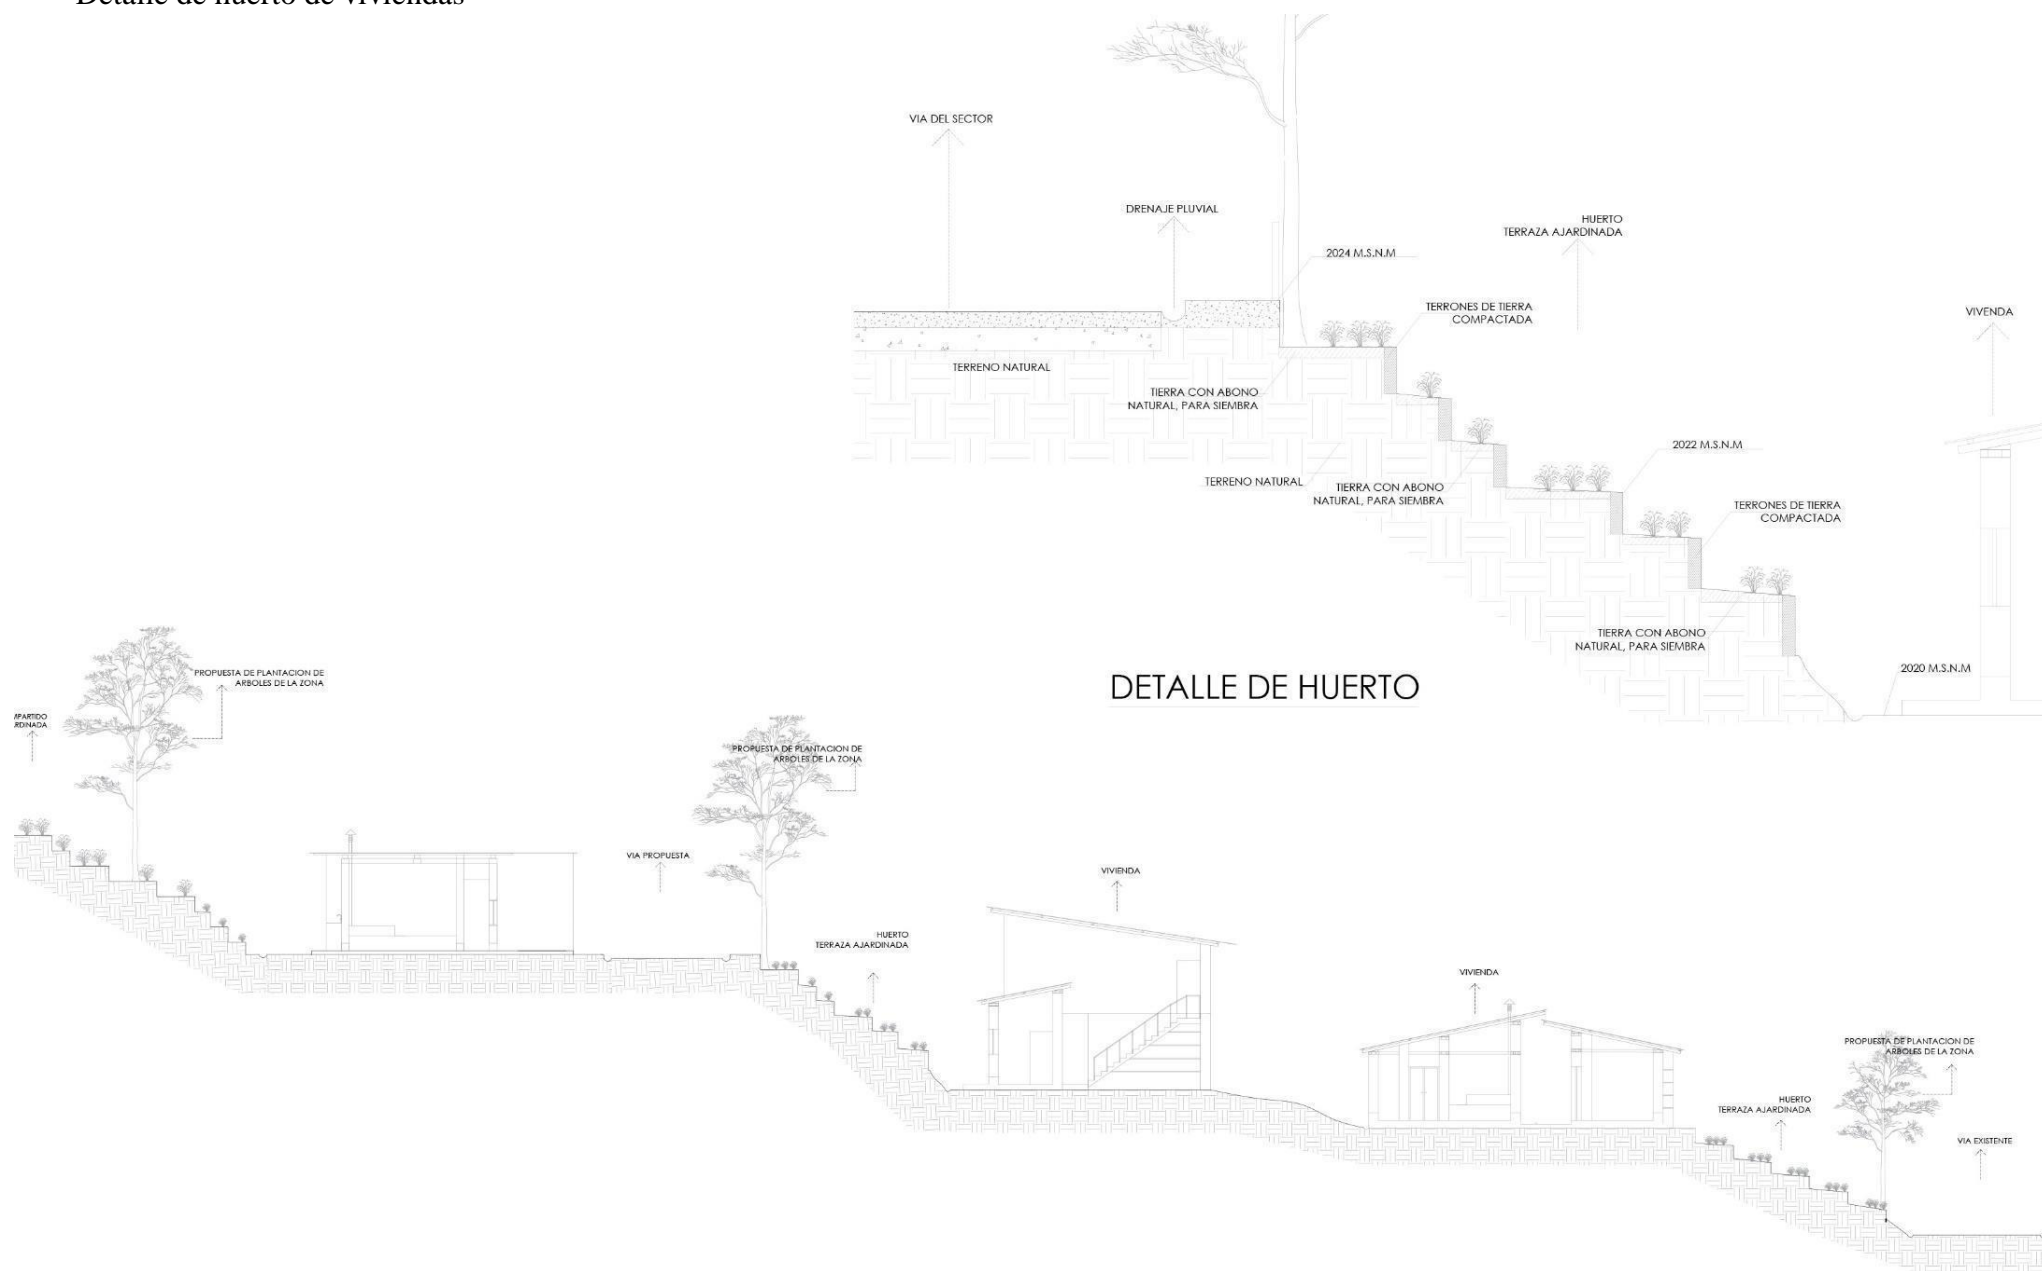 Detalle de huerto de viviendas
VIA DEL SECTOR
DRENAJE PLUVIAL
HUERTO
TERRAZA AJARDINADA
2024 M.S.N.M
TERRONES DE TIERRA
COMPACTADA
VIVENDA
TERRENO NATURAL
TIERRA CON ABONO
NATURAL, PARA SIEMBRA
2022 M.S.N.M
TERRENO NATURAL
TIERRA CON ABONO
NATURAL, PARA SIEMBRA
TERRONES DE TIERRA
COMPACTADA
TIERRA CON ABONO
NATURAL, PARA SIEMBRA
2020 M.S.N.M
DETALLE DE HUERTO
PROPUESTA DE PLANTACION DE
ARBOLES DE LA ZONA
MPARTIDO
RDINADA
PROPUESTA DE PLANTACION DE
ARBOLES DE LA ZONA
VIA PROPUESTA
VIVIENDA
HUERTO
TERRAZA AJARDINADA
VIVIENDA
PROPUESTA DE PLANTACION DE
ARBOLES DE LA ZONA
HUERTO
TERRAZA AJARDINADA
VIA EXISTENTE